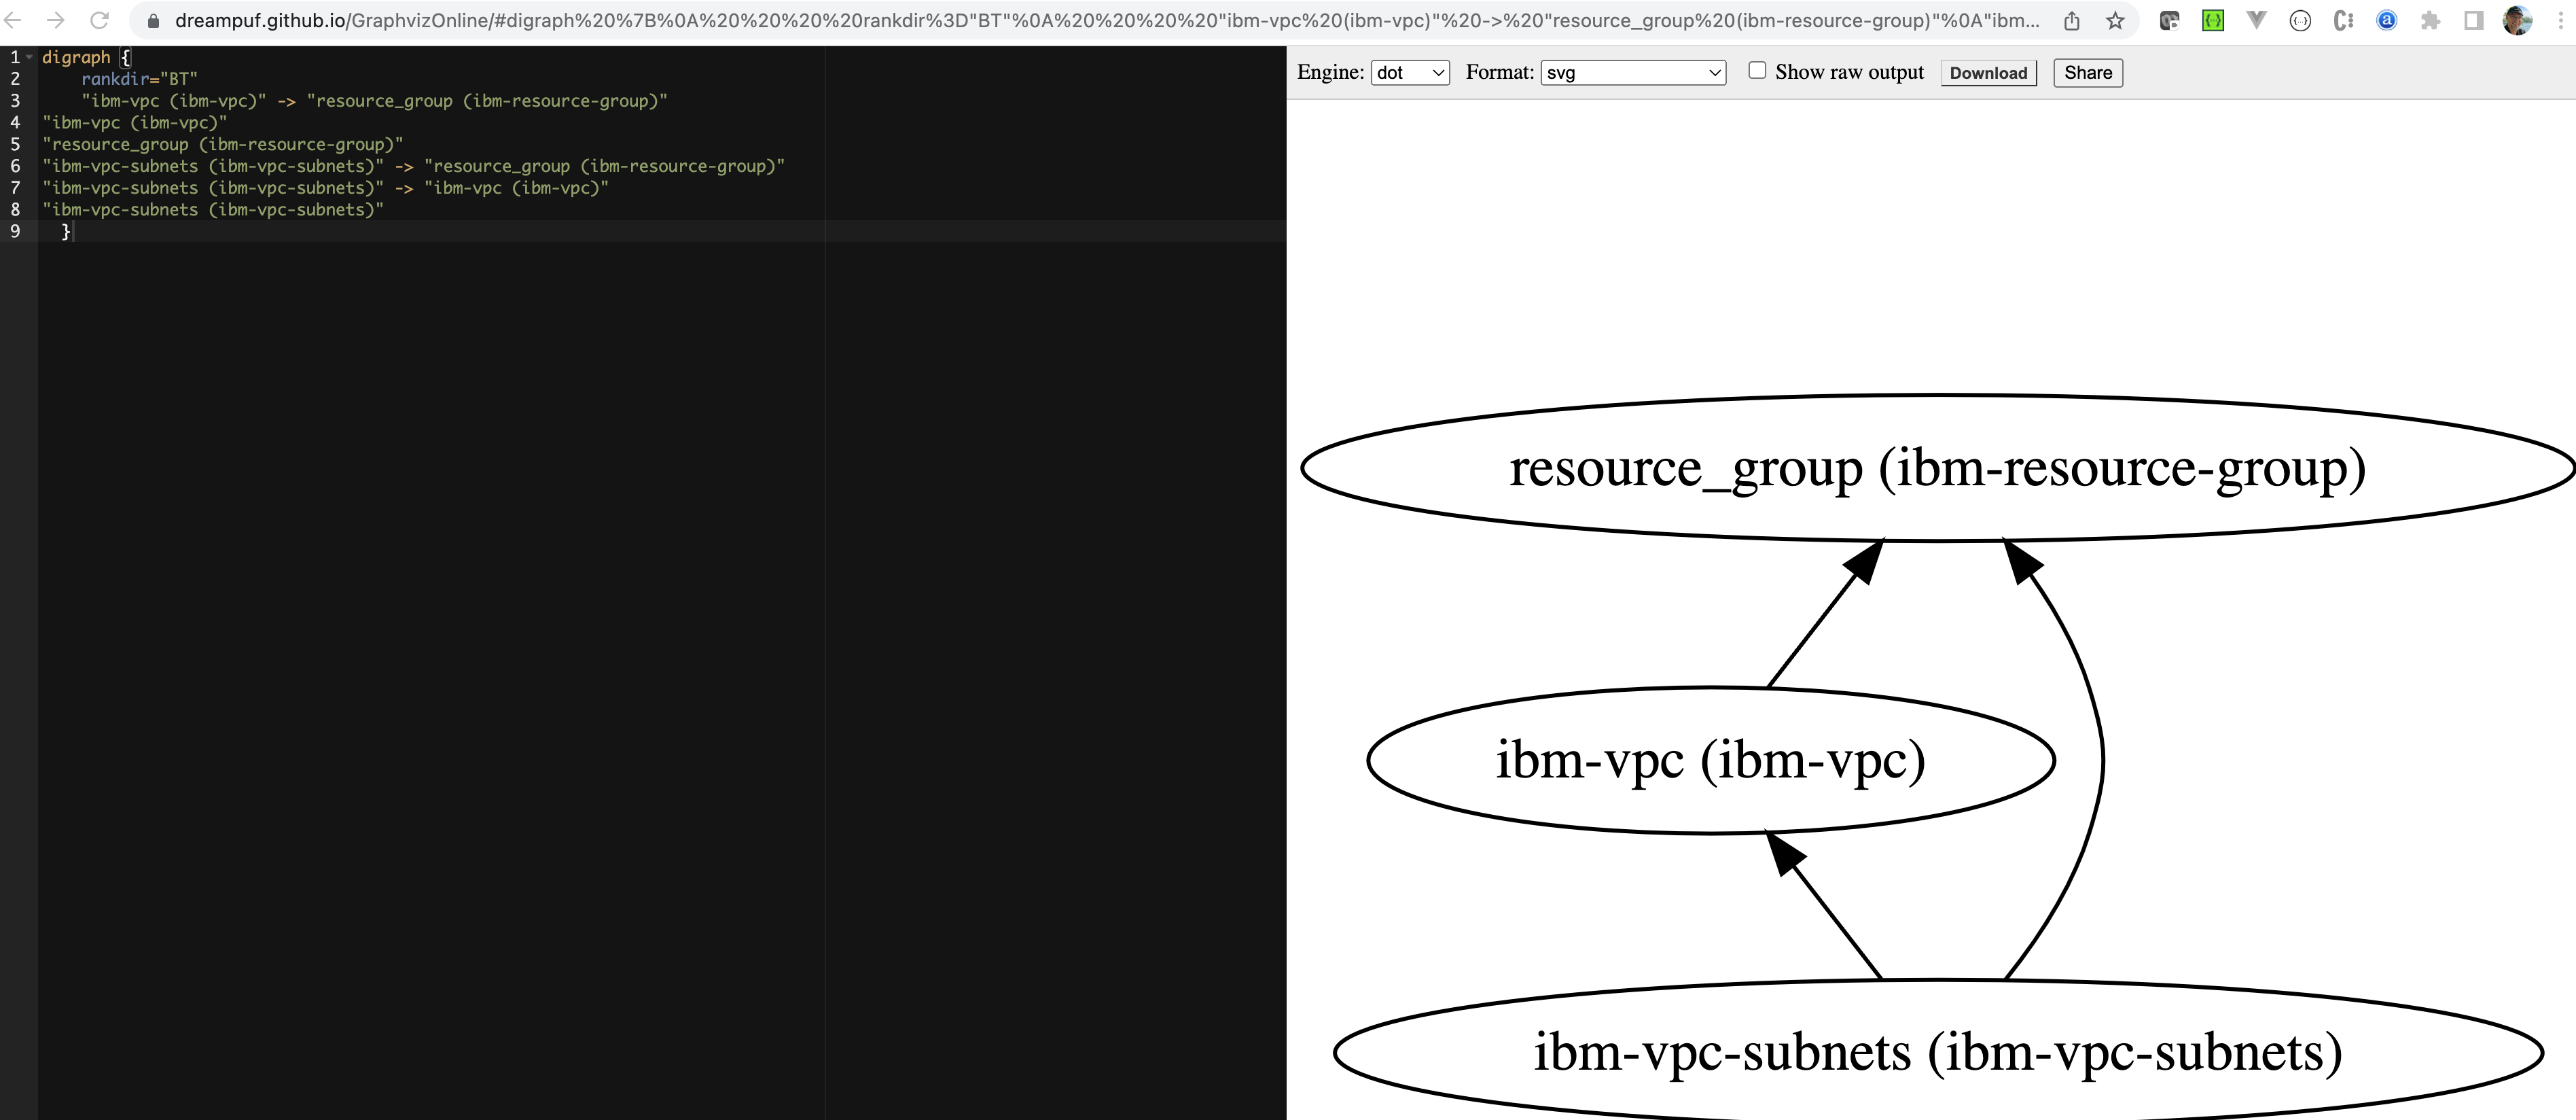 dreampuf.github.io/GraphvizOnline/#digraph%20%7B%0A%20%20%20%20rankdir%3D"BT"%0A%20%20%20%20"ibm-vpc%20(ibm-vpc)"%20->%20"resource_group%20(ibm-resource-group)"%0A"ibm...
1 digraph {
2     rankdir="BT"
3     "ibm-vpc (ibm-vpc)" -> "resource_group (ibm-resource-group)"
4 "ibm-vpc (ibm-vpc)"
5 "resource_group (ibm-resource-group)"
6 "ibm-vpc-subnets (ibm-vpc-subnets)" -> "resource_group (ibm-resource-group)"
7 "ibm-vpc-subnets (ibm-vpc-subnets)" -> "ibm-vpc (ibm-vpc)"
8 "ibm-vpc-subnets (ibm-vpc-subnets)"
9   }
Engine: dot Format: svg Show raw output Download Share
resource_group (ibm-resource-group)
ibm-vpc (ibm-vpc)
ibm-vpc-subnets (ibm-vpc-subnets)